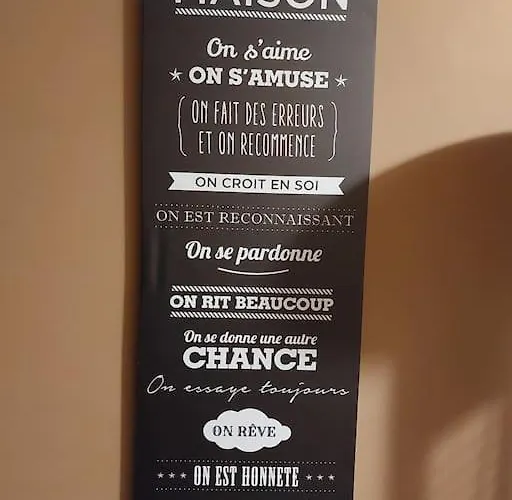 MAISON
On s'aime
ON S'AMUSE
ON FAIT DES ERREURS
ET ON RECOMMENCE
ON CROIT EN SOI
ON EST RECONNAISSANT
On se pardonne
ON RIT BEAUCOUP
On se donne une autre
CHANCE
On essaye toujours
ON RÊVE
ON EST HONNETE